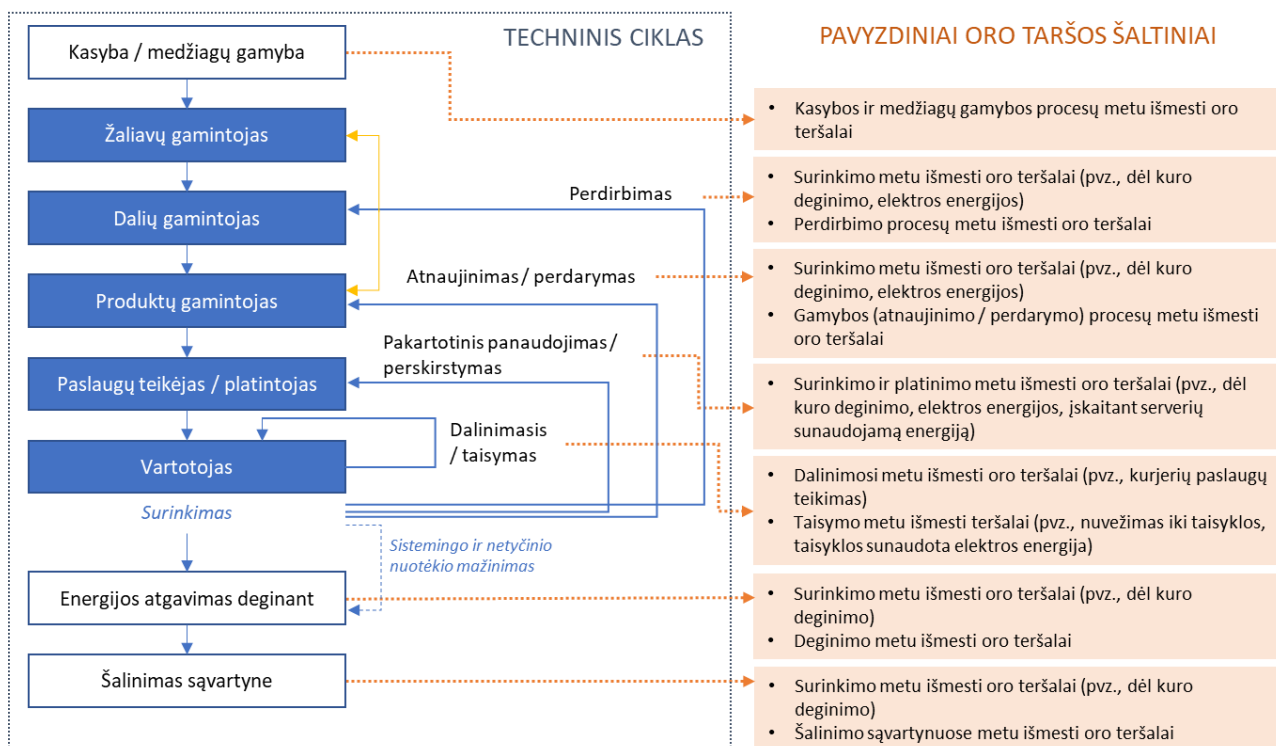 TECHNINIS CIKLAS
PAVYZDINIAI ORO TARŠOS ŠALTINIAI
Kasyba / medžiagų gamyba
Žaliavų gamintojas
Dalių gamintojas
Produktų gamintojas
Paslaugų teikėjas / platintojas
Vartotojas
Surinkimas
Energijos atgavimas deginant
Šalinimas sąvartyne
Perdirbimas
Atnaujinimas / perdarymas
Pakartotinis panaudojimas /
perskirstymas
Dalinimasis
/ taisymas
Sistemingo ir netyčinio
nuotėkio mažinimas
• Kasybos ir medžiagų gamybos procesų metu išmesti oro
teršalai
• Surinkimo metu išmesti oro teršalai (pvz., dėl kuro
deginimo, elektros energijos)
• Perdirbimo procesų metu išmesti oro teršalai
• Surinkimo metu išmesti oro teršalai (pvz., dėl kuro
deginimo, elektros energijos)
• Gamybos (atnaujinimo / perdarymo) procesų metu išmesti
oro teršalai
• Surinkimo ir platinimo metu išmesti oro teršalai (pvz., dėl
kuro deginimo, elektros energijos, įskaitant serverių
sunaudojamą energiją)
• Dalinimosi metu išmesti oro teršalai (pvz., kurjerių paslaugų
teikimas)
• Taisymo metu išmesti teršalai (pvz., nuvežimas iki taisyklos,
taisyklos sunaudota elektros energija)
• Surinkimo metu išmesti oro teršalai (pvz., dėl kuro
deginimo)
• Deginimo metu išmesti oro teršalai
• Surinkimo metu išmesti oro teršalai (pvz., dėl kuro
deginimo)
• Šalinimo sąvartynuose metu išmesti oro teršalai